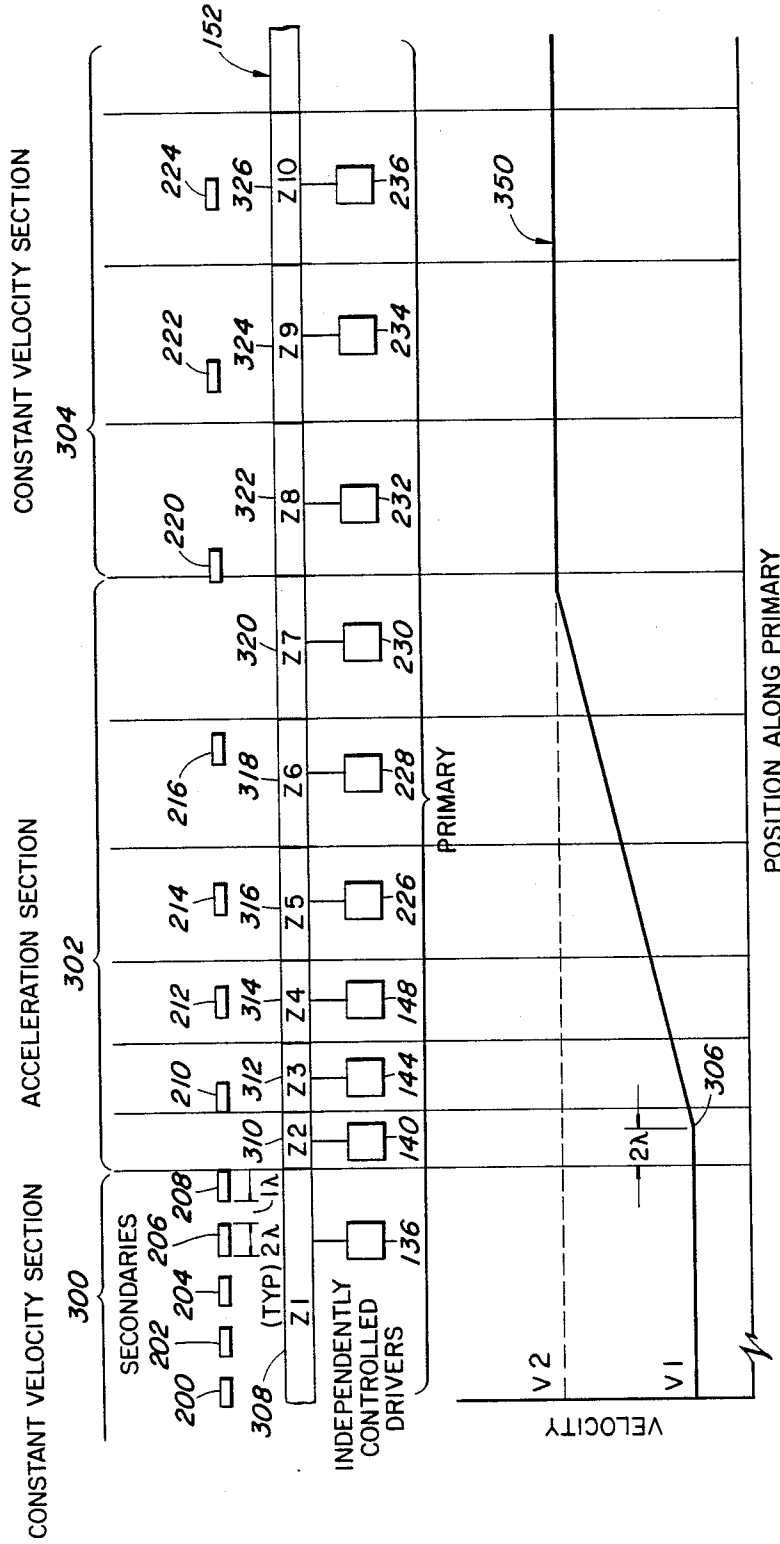 CONSTANT VELOCITY SECTION
ACCELERATION SECTION
CONSTANT VELOCITY SECTION
300
302
304
SECONDARIES
200
202
204
206
208
210
212
214
216
220
222
224
152
2λ
1λ
(TYP)
308
310
312
314
316
318
320
322
324
326
Z1
Z2
Z3
Z4
Z5
Z6
Z7
Z8
Z9
Z10
INDEPENDENTLY
CONTROLLED
DRIVERS
136
140
144
148
226
228
230
232
234
236
PRIMARY
VELOCITY
V2
V1
2λ
306
350
POSITION ALONG PRIMARY